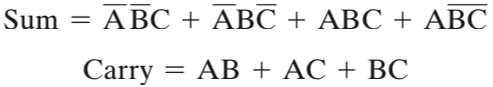 Sum = A̅B̅C + A̅BC̅ + ABC + AB̅C̅
Carry = AB + AC + BC